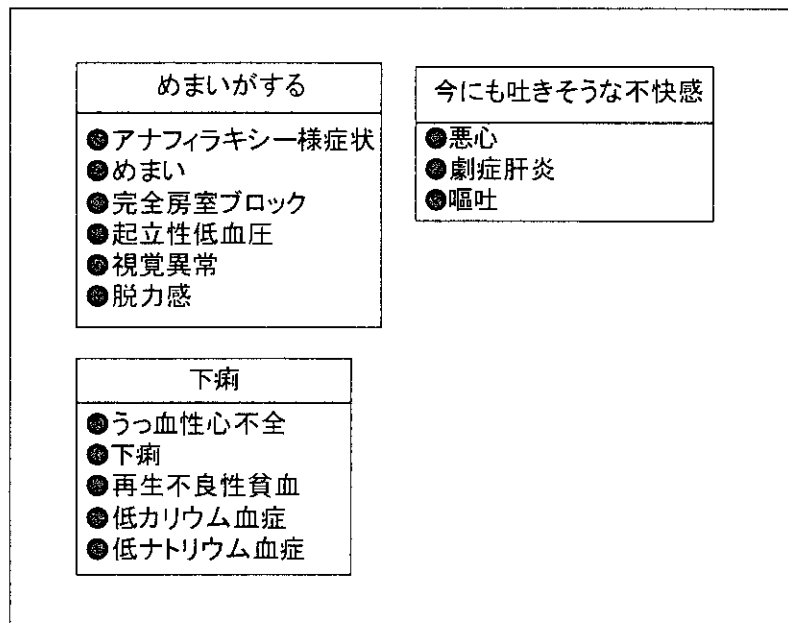 めまいがする
●アナフィラキシー様症状
●めまい
●完全房室ブロック
●起立性低血圧
●視覚異常
●脱力感
今にも吐きそうな不快感
●悪心
●劇症肝炎
●嘔吐
下痢
●うっ血性心不全
●下痢
●再生不良性貧血
●低カリウム血症
●低ナトリウム血症